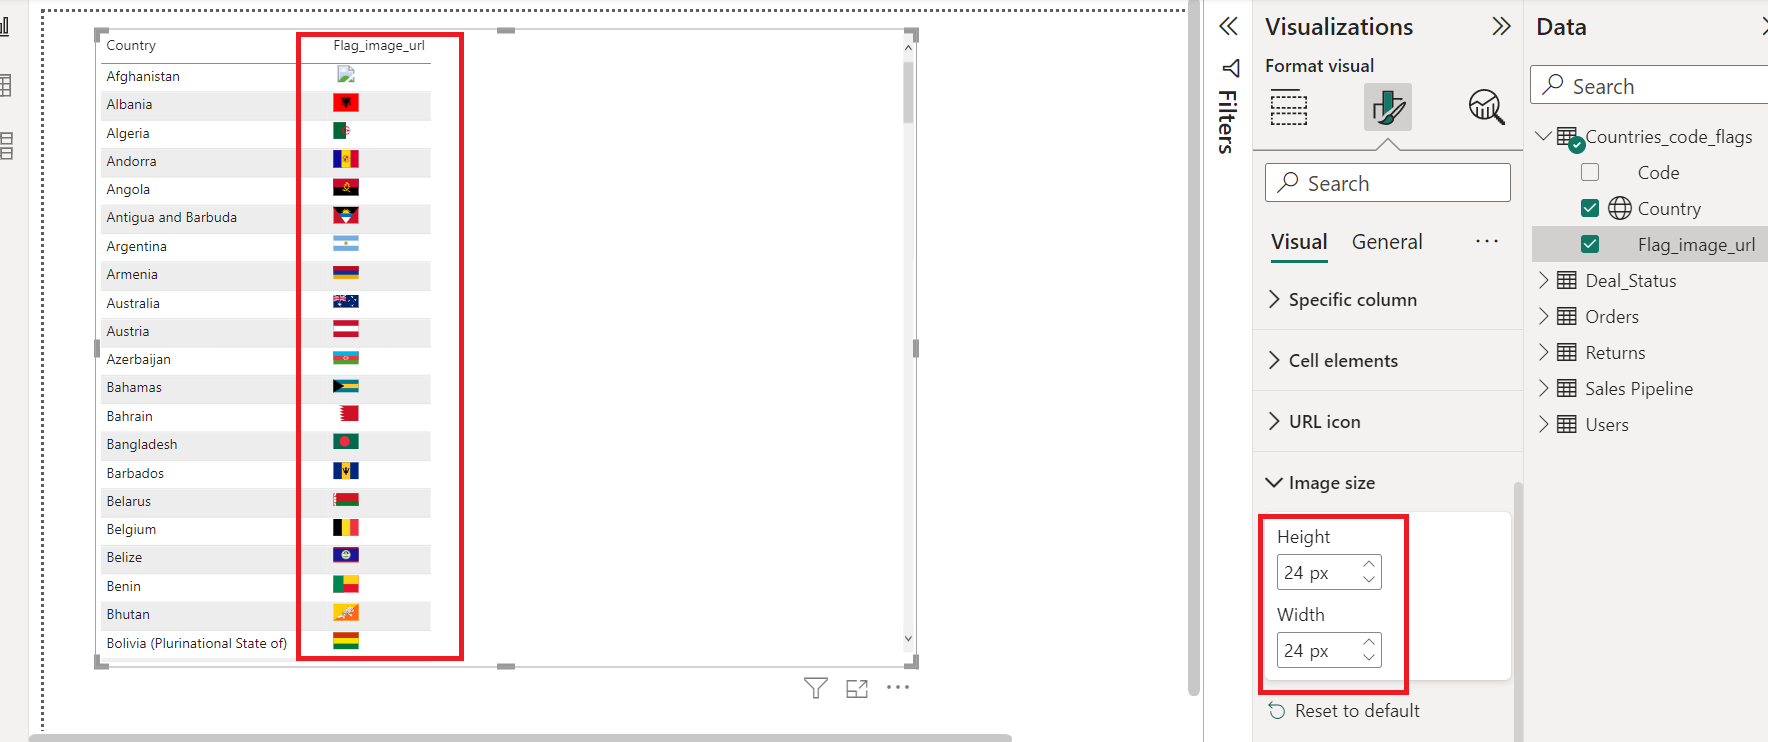 Country Flag_image_url
Afghanistan
Albania
Algeria
Andorra
Angola
Antigua and Barbuda
Argentina
Armenia
Australia
Austria
Azerbaijan
Bahamas
Bahrain
Bangladesh
Barbados
Belarus
Belgium
Belize
Benin
Bhutan
Bolivia (Plurinational State of)
Filters
Visualizations
Format visual
Search
Visual General
Specific column
Cell elements
URL icon
Image size
Height
24 px
Width
24 px
Reset to default
Data
Search
Countries_code_flags
Code
Country
Flag_image_url
Deal_Status
Orders
Returns
Sales Pipeline
Users